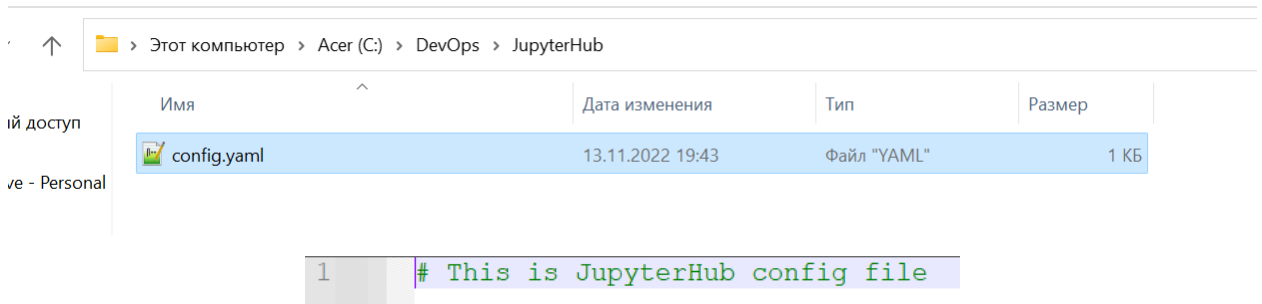 Этот компьютер > Acer (C:) > DevOps > JupyterHub
Имя Дата изменения Тип Размер
ый доступ
config.yaml 13.11.2022 19:43 Файл "YAML" 1 КБ
ve - Personal
1 # This is JupyterHub config file